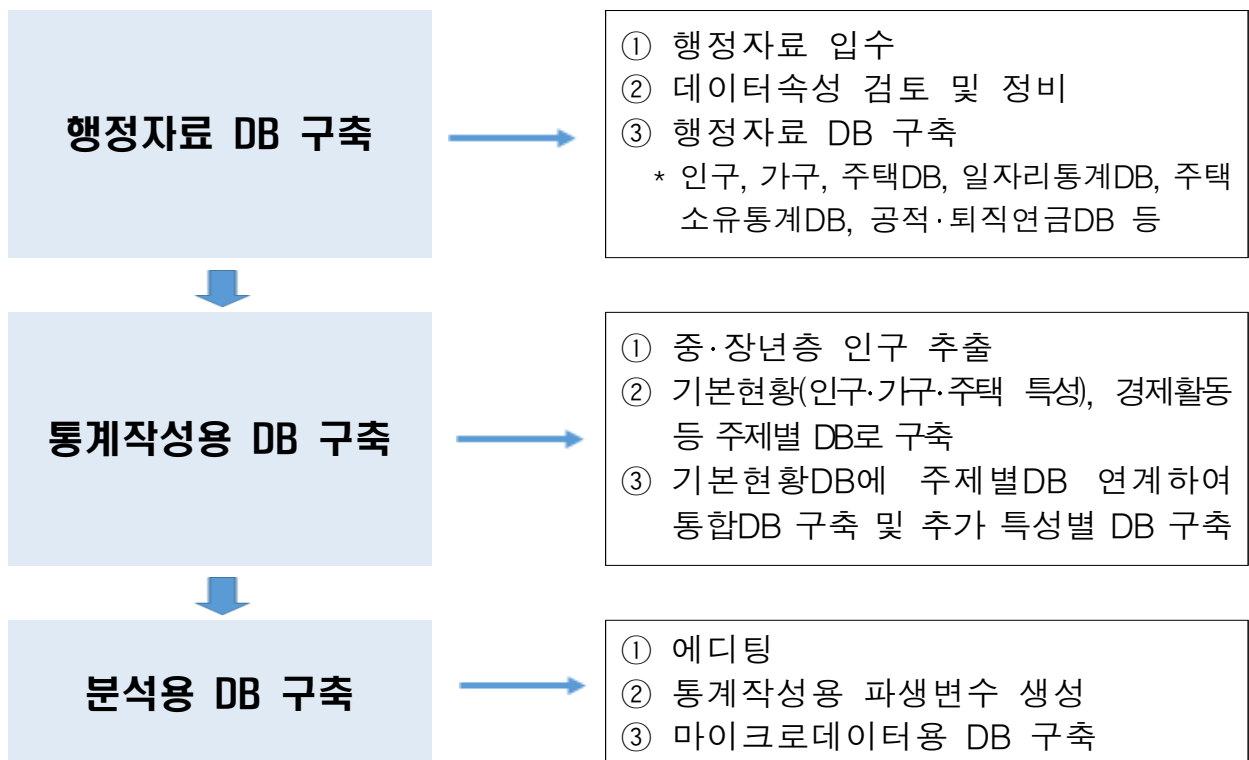 행정자료 DB 구축
① 행정자료 입수
② 데이터속성 검토 및 정비
③ 행정자료 DB 구축
* 인구, 가구, 주택DB, 일자리통계DB, 주택
소유통계DB, 공적·퇴직연금DB 등
통계작성용 DB 구축
① 중·장년층 인구 추출
② 기본현황(인구·가구·주택 특성), 경제활동
등 주제별 DB로 구축
③ 기본현황DB에 주제별DB 연계하여
통합DB 구축 및 추가 특성별 DB 구축
분석용 DB 구축
① 에디팅
② 통계작성용 파생변수 생성
③ 마이크로데이터용 DB 구축